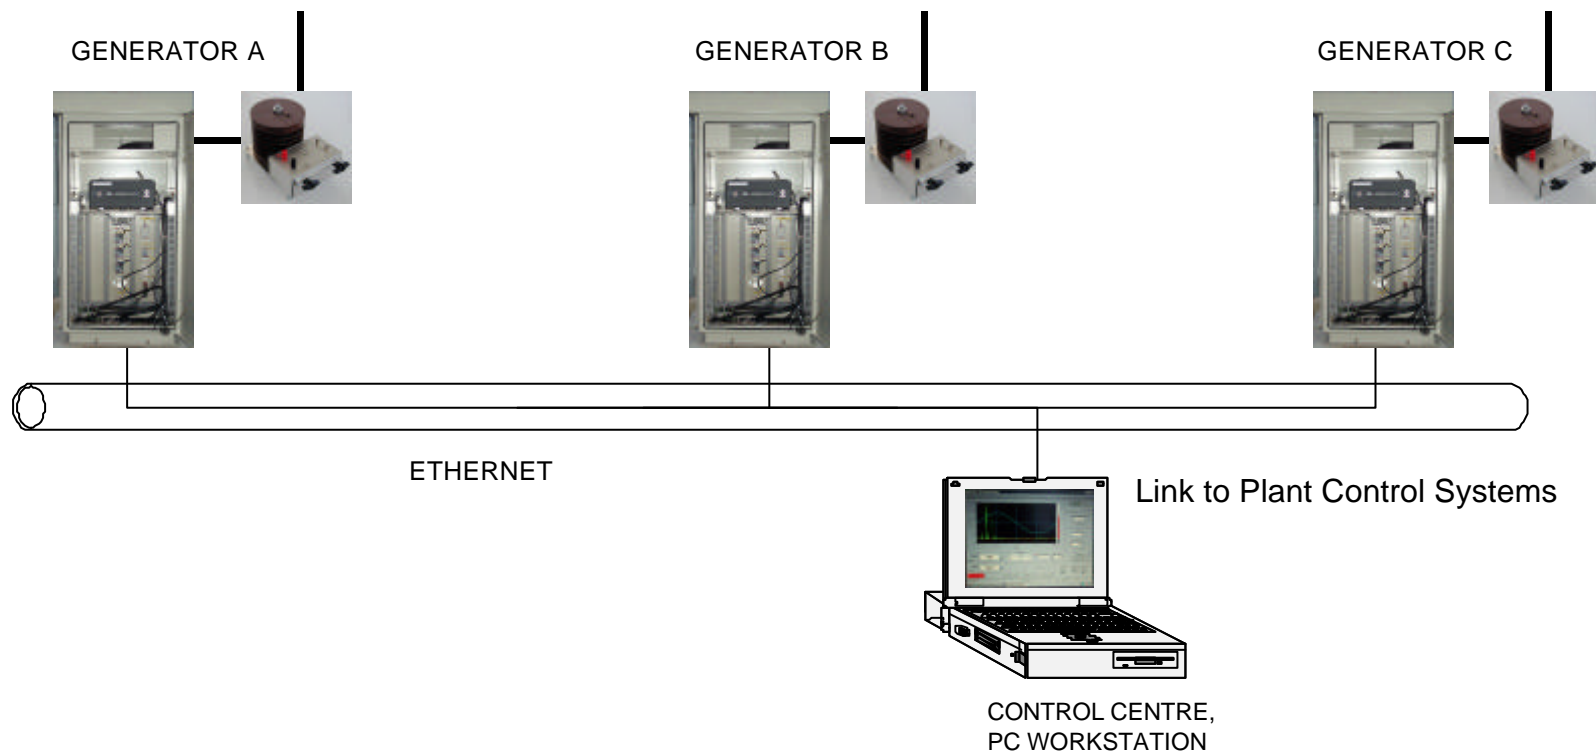 GENERATOR A
GENERATOR B
GENERATOR C
ETHERNET
Link to Plant Control Systems
CONTROL CENTRE,
PC WORKSTATION